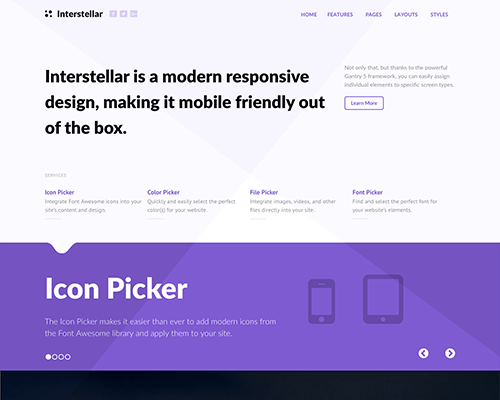 Interstellar
HOME FEATURES PAGES LAYOUTS STYLES
Interstellar is a modern responsive
design, making it mobile friendly out
of the box.
Not only that, but thanks to the powerful
Gantry 5 framework, you can easily assign
individual elements to specific screen types.
Learn More
SERVICES
Icon Picker
Integrate Font Awesome icons into your
site's content and design.
Color Picker
Quickly and easily select the perfect
color(s) for your website.
File Picker
Integrate images, videos, and other
files directly into your site.
Font Picker
Find and select the perfect font for
your website's elements.
Icon Picker
The Icon Picker makes it easier than ever to add modern icons from
the Font Awesome library and apply them to your site.